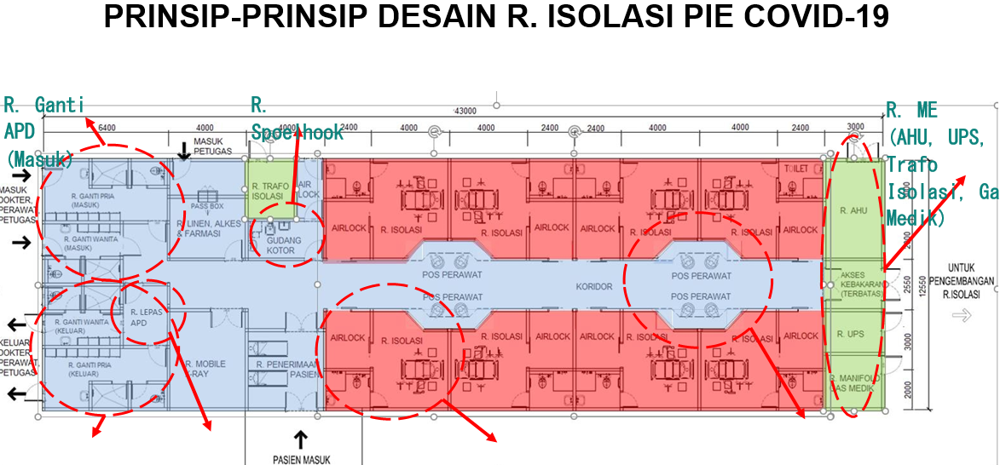 PRINSIP-PRINSIP DESAIN R. ISOLASI PIE COVID-19
R. Ganti
APD
(Masuk)
R.
Spoelhook
R. ME
(AHU, UPS,
Trafo
Isolasi, Ga
Medik)
43000
6400
4000
4000
2400
4000
4000
4000
4000
2400
3000
MASUK
PETUGAS
MASUK
DOKTER,
PERAWAT
PETUGAS
R. GANTI PRIA
(MASUK)
R. GANTI WANITA
(MASUK)
PASS BOX
R. LINEN, ALKES
& FARMASI
R. TRAFO
ISOLASI
AIR
LOCK
GUDANG
KOTOR
AIRLOCK
R. ISOLASI
R. ISOLASI
AIRLOCK
AIRLOCK
R. ISOLASI
R. ISOLASI
AIRLOCK
TOILET
R. AHU
POS PERAWAT
POS PERAWAT
KORIDOR
POS PERAWAT
POS PERAWAT
AKSES
KEBAKARAN
(TERBATAS)
2550
12550
UNTUK
PENGEMBANGAN
R.ISOLASI
R. GANTI WANITA
(KELUAR)
R. LEPAS
APD
R. GANTI PRIA
(KELUAR)
KELUAR
DOKTER
PERAWAT,
PETUGAS
R. MOBILE
X-RAY
R. PENERIMAAN
PASIEN
AIRLOCK
R. ISOLASI
R. ISOLASI
AIRLOCK
AIRLOCK
R. ISOLASI
R. ISOLASI
AIRLOCK
R. UPS
3000
R. MANIFOLD
GAS MEDIK
2000
PASIEN MASUK